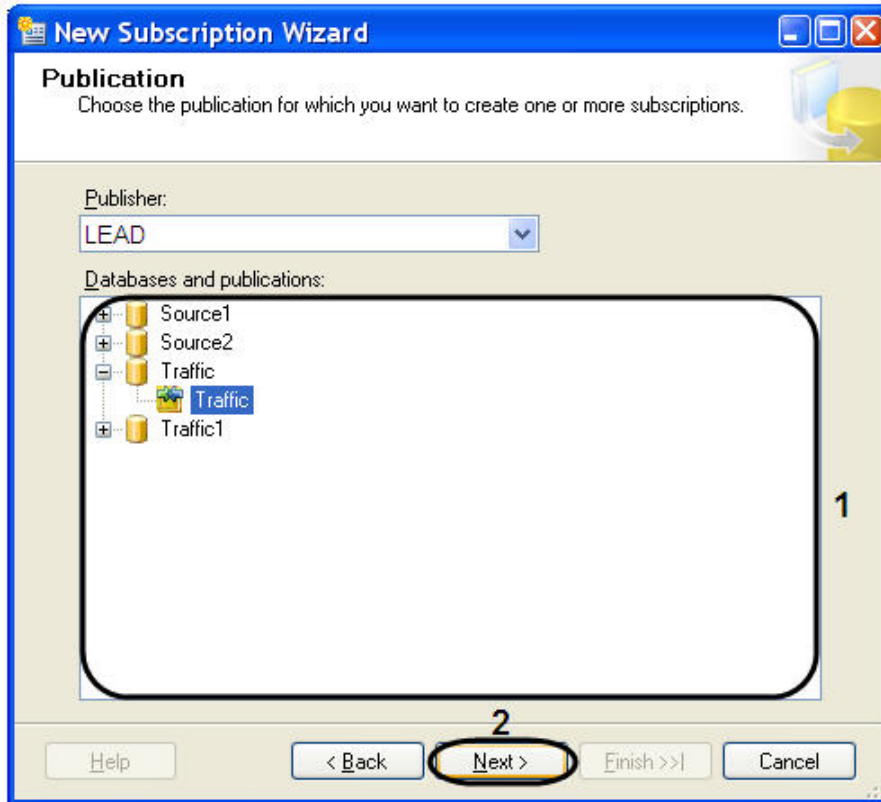 New Subscription Wizard
Publication
Choose the publication for which you want to create one or more subscriptions.
Publisher:
LEAD
Databases and publications:
Source1
Source2
Traffic
Traffic
Traffic1
1
2
Help
< Back
Next >
Finish >>|
Cancel